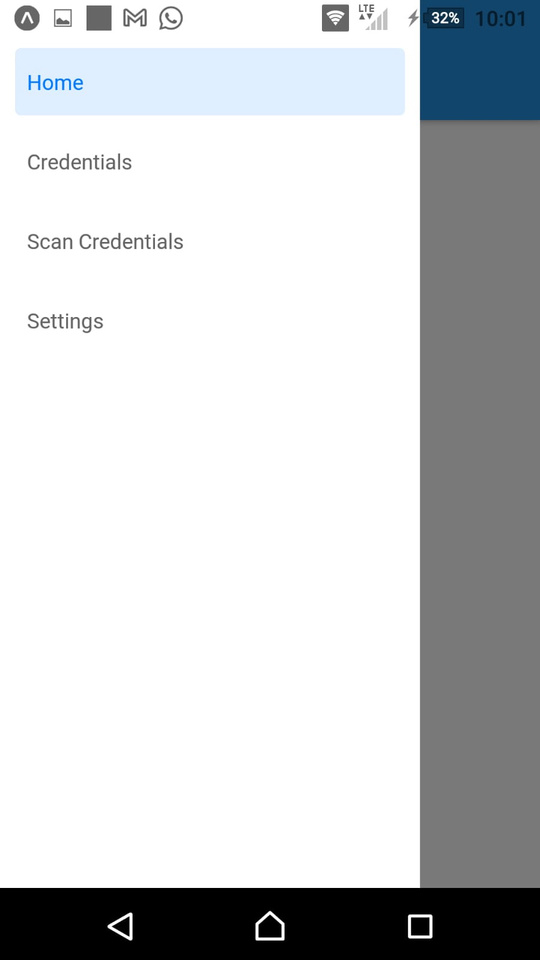 LTE
32%
10:01
Home
Credentials
Scan Credentials
Settings